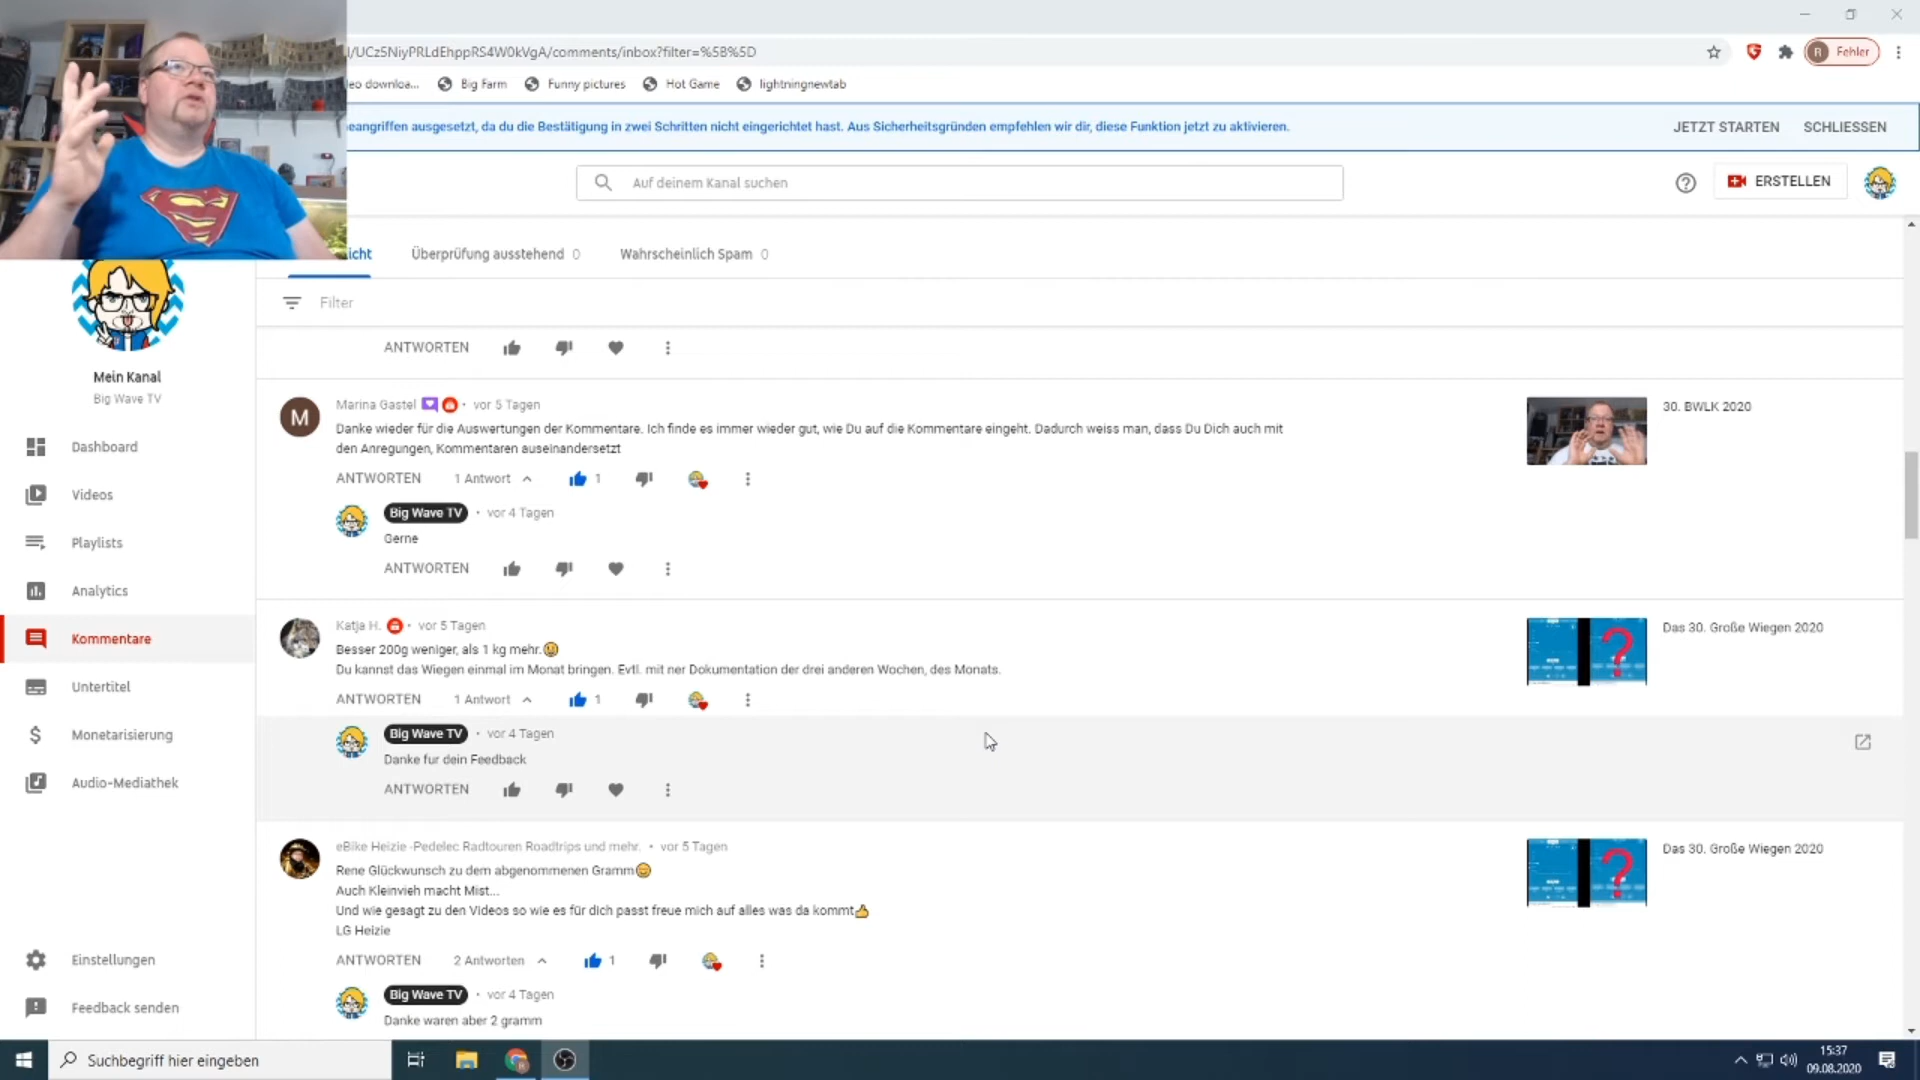 /UCz5NiyPRLdEhppRS4W0kVgA/comments/inbox?filter=%5B%5D
R Fehler
eo downloa...
Big Farm
Funny pictures
Hot Game
lightningnewtab
eangriffen ausgesetzt, da du die Bestätigung in zwei Schritten nicht eingerichtet hast. Aus Sicherheitsgründen empfehlen wir dir, diese Funktion jetzt zu aktivieren.
JETZT STARTEN
SCHLIESSEN
Auf deinem Kanal suchen
ERSTELLEN
icht
Überprüfung ausstehend 0
Wahrscheinlich Spam 0
Filter
Mein Kanal
Big Wave TV
Dashboard
Videos
Playlists
Analytics
Kommentare
Untertitel
Monetarisierung
Audio-Mediathek
Einstellungen
Feedback senden
ANTWORTEN
M
Marina Gastel • vor 5 Tagen
Danke wieder für die Auswertungen der Kommentare. Ich finde es immer wieder gut, wie Du auf die Kommentare eingeht. Dadurch weiss man, dass Du Dich auch mit
den Anregungen, Kommentaren auseinandersetzt
ANTWORTEN 1 Antwort 1
30. BWLK 2020
Big Wave TV • vor 4 Tagen
Gerne
ANTWORTEN
Katja H. • vor 5 Tagen
Besser 200g weniger, als 1 kg mehr.
Du kannst das Wiegen einmal im Monat bringen. Evtl. mit ner Dokumentation der drei anderen Wochen, des Monats.
ANTWORTEN 1 Antwort 1
?
Das 30. Große Wiegen 2020
Big Wave TV • vor 4 Tagen
Danke fur dein Feedback
ANTWORTEN
eBike Heizie -Pedelec Radtouren Roadtrips und mehr. • vor 5 Tagen
Rene Glückwunsch zu dem abgenommenen Gramm
Auch Kleinvieh macht Mist...
Und wie gesagt zu den Videos so wie es für dich passt freue mich auf alles was da kommt
LG Heizie
ANTWORTEN 2 Antworten 1
?
Das 30. Große Wiegen 2020
Big Wave TV • vor 4 Tagen
Danke waren aber 2 gramm
Suchbegriff hier eingeben
15:37
09.08.2020